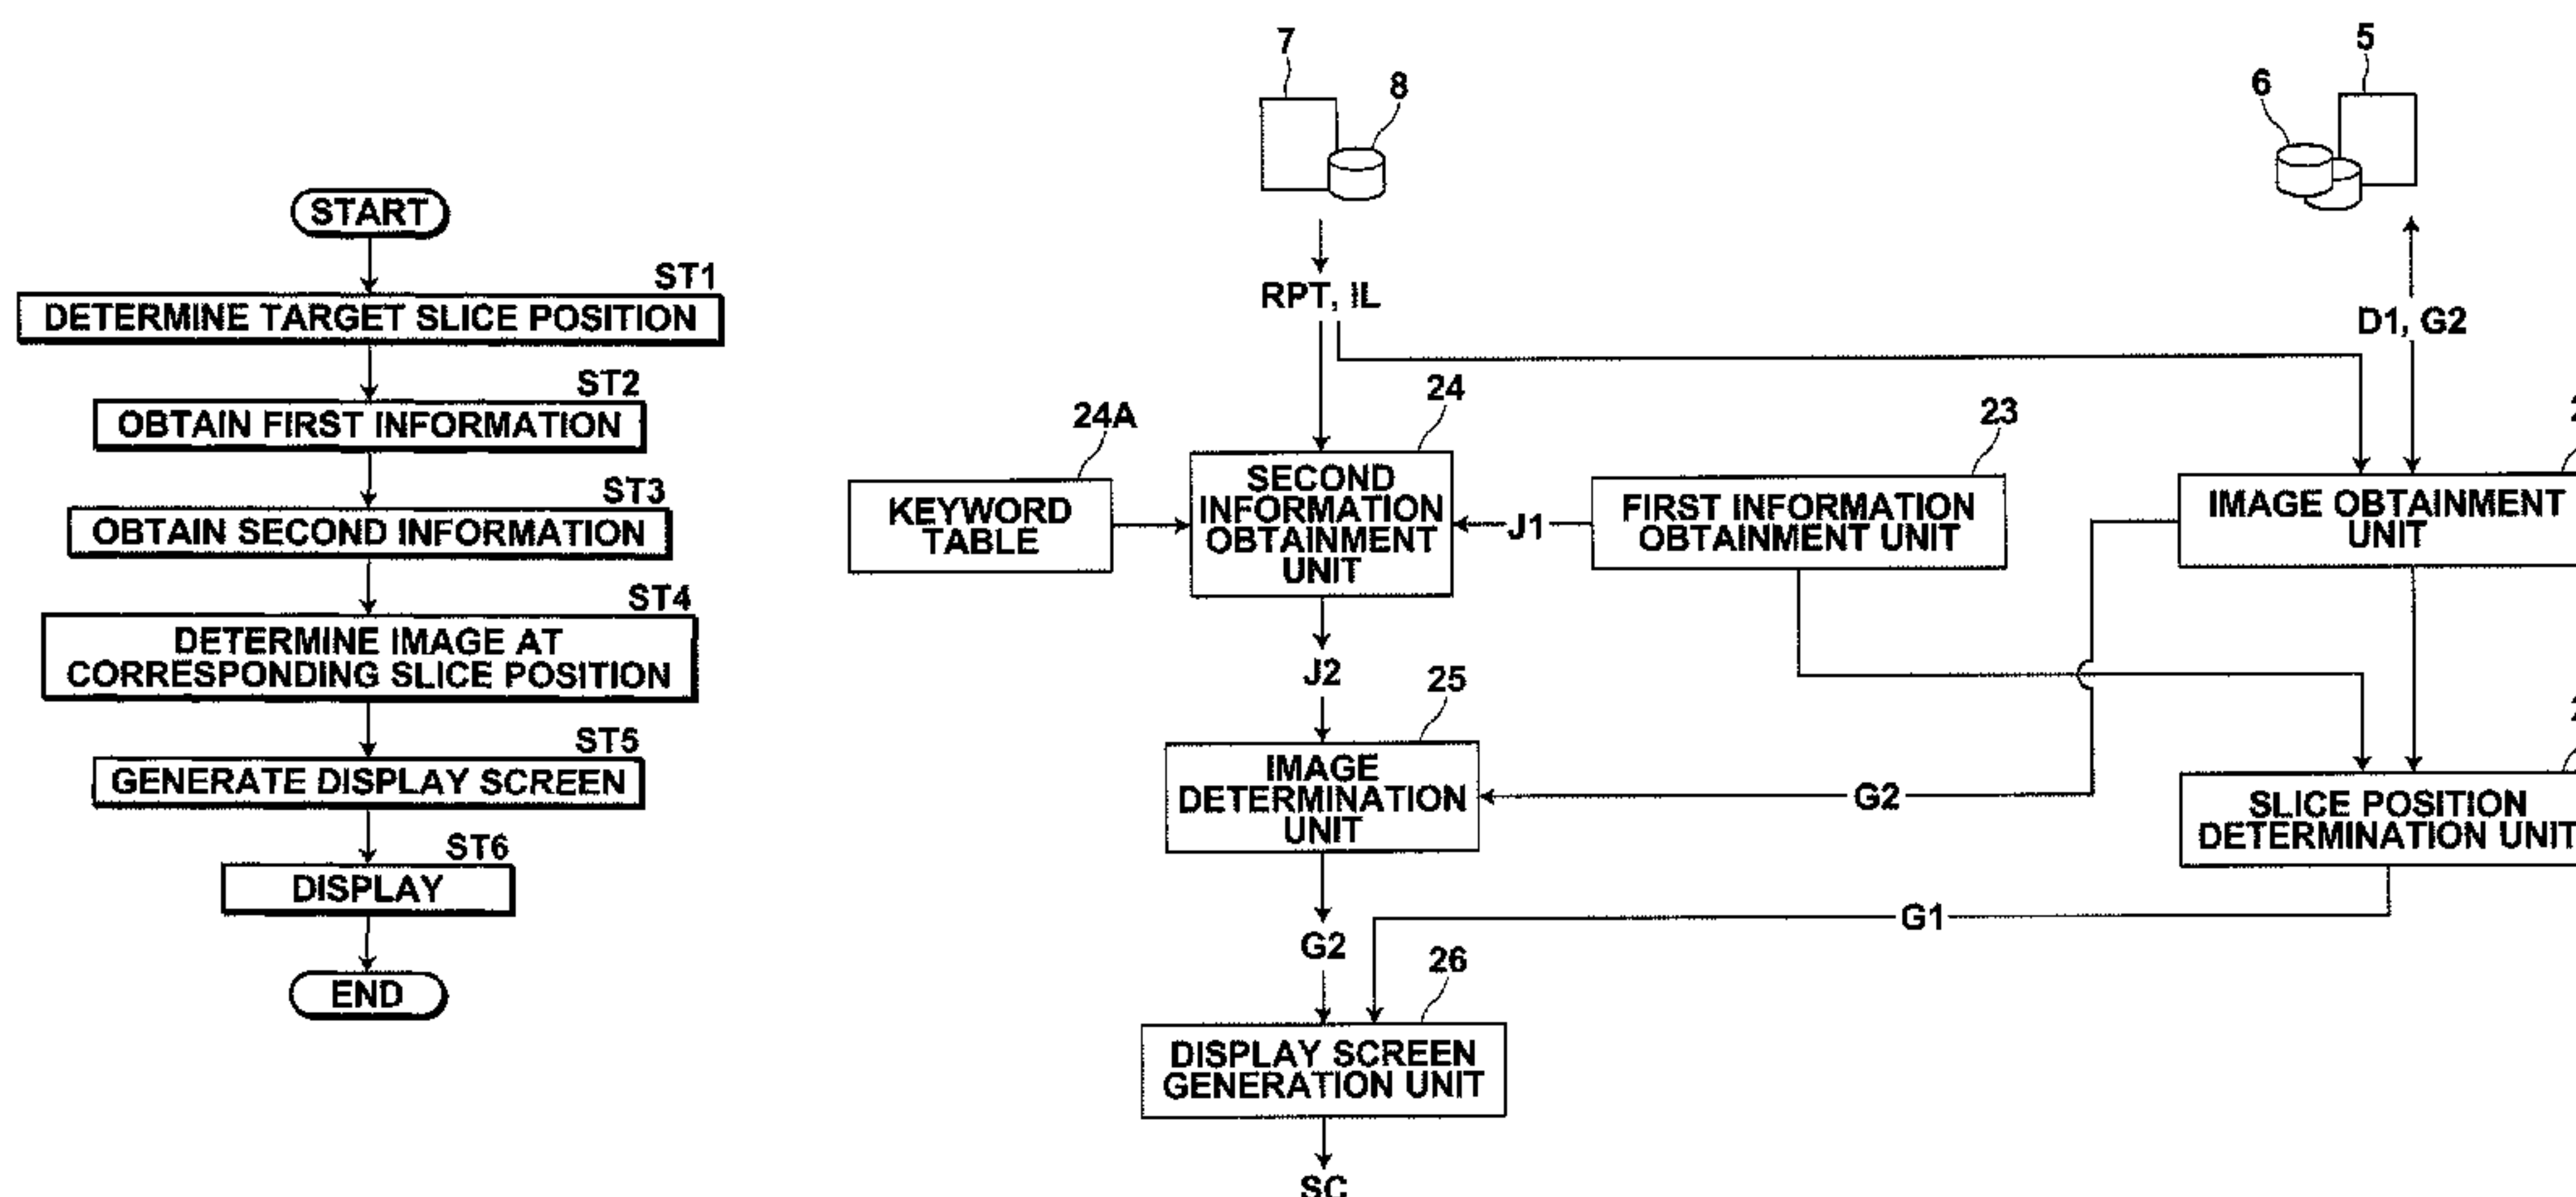 START
ST1
DETERMINE TARGET SLICE POSITION
ST2
OBTAIN FIRST INFORMATION
ST3
OBTAIN SECOND INFORMATION
ST4
DETERMINE IMAGE AT
CORRESPONDING SLICE POSITION
ST5
GENERATE DISPLAY SCREEN
ST6
DISPLAY
END
7
8
5
6
RPT, IL
D1, G2
24A
KEYWORD
TABLE
24
SECOND
INFORMATION
OBTAINMENT
UNIT
J1
23
FIRST INFORMATION
OBTAINMENT UNIT
IMAGE OBTAINMENT
UNIT
J2
25
IMAGE
DETERMINATION
UNIT
G2
SLICE POSITION
DETERMINATION UNIT
G2
G1
26
DISPLAY SCREEN
GENERATION UNIT
SC